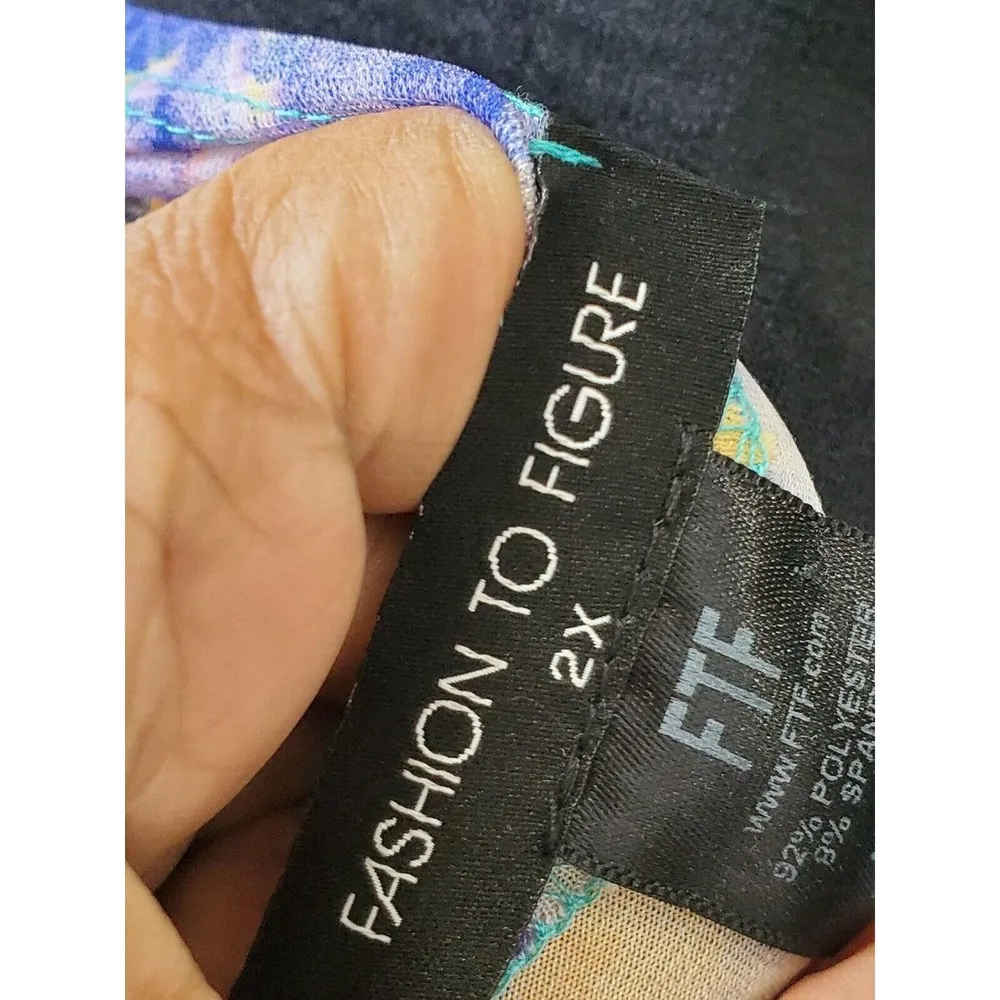 FASHION TO FIGURE
2X
FTF
www.FTF.com
92% POLYESTER
8% SPAN